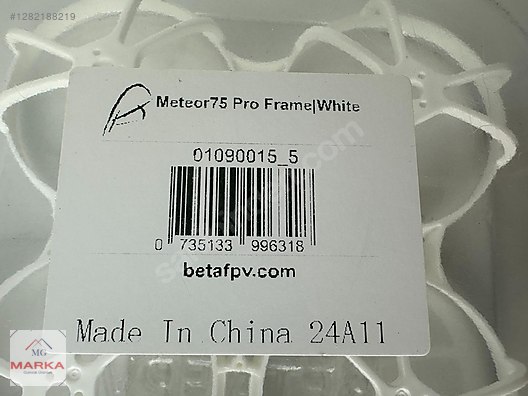 #1282188219
Meteor75 Pro Frame|White
01090015_5
0 735133 996318
betafpv.com
Made In China 24A11
MG
MARKA